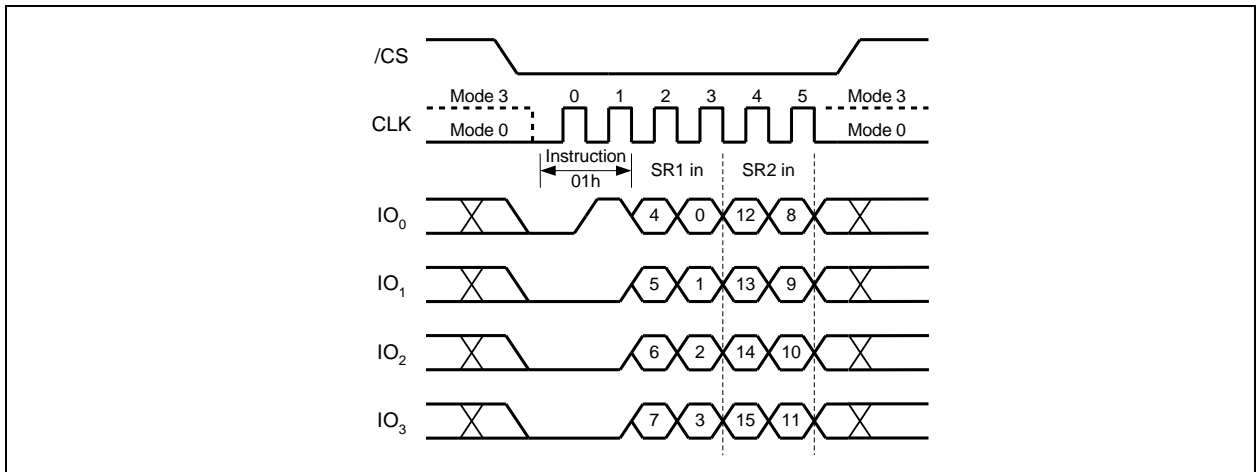 /CS
Mode 3 0 1 2 3 4 5 Mode 3
CLK
Mode 0 Mode 0
Instruction
01h
SR1 in SR2 in
IO0 4 0 12 8
IO1 5 1 13 9
IO2 6 2 14 10
IO3 7 3 15 11